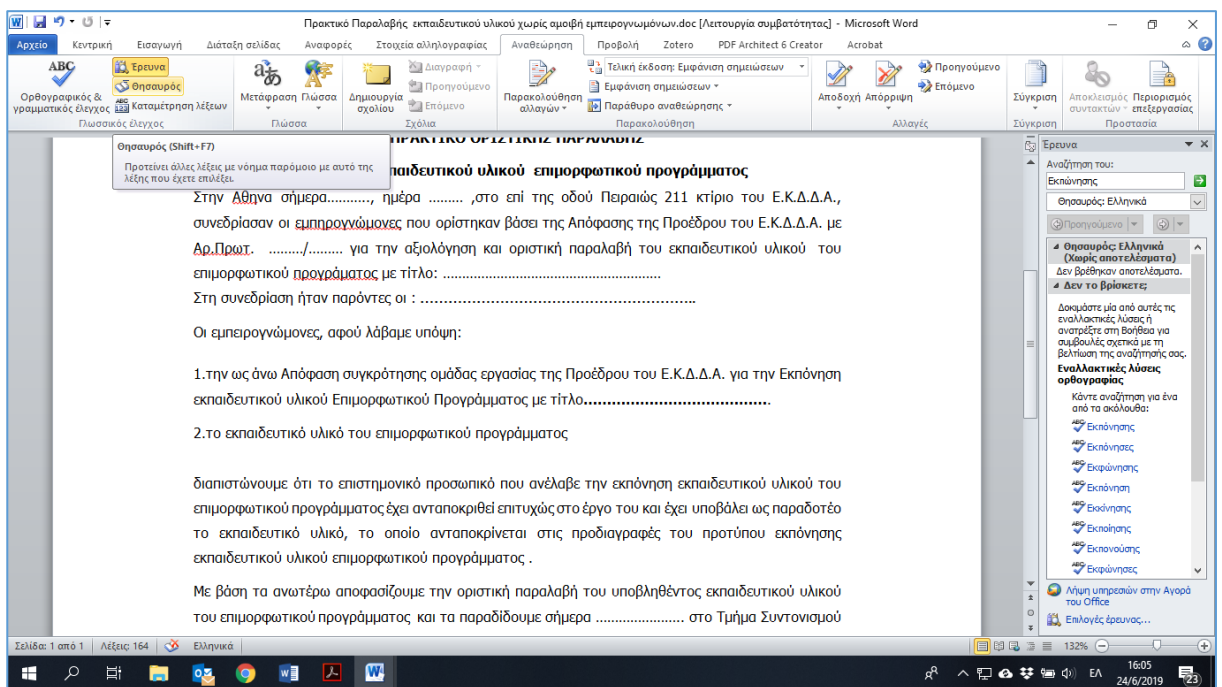 Πρακτικό Παραλαβής εκπαιδευτικού υλικού χωρίς αμοιβή εμπειρογνωμόνων.doc [Λειτουργία συμβατότητας] - Microsoft Word
Αρχείο Κεντρική Εισαγωγή Διάταξη σελίδας Αναφορές Στοιχεία αλληλογραφίας Αναθεώρηση Προβολή Zotero PDF Architect 6 Creator Acrobat
ABC Ορθογραφικός & γραμματικός έλεγχος
Έρευνα
Θησαυρός
ABC 123 Καταμέτρηση λέξεων
Γλωσσικός έλεγχος
Μετάφραση Γλώσσα
Γλώσσα
Δημιουργία σχολίου
Διαγραφή
Προηγούμενο
Επόμενο
Σχόλια
Παρακολούθηση αλλαγών
Τελική έκδοση: Εμφάνιση σημειώσεων
Εμφάνιση σημειώσεων
Παράθυρο αναθεώρησης
Παρακολούθηση
Αποδοχή Απόρριψη
Προηγούμενο
Επόμενο
Αλλαγές
Σύγκριση
Σύγκριση
Αποκλεισμός συντακτών
Περιορισμός επεξεργασίας
Προστασία
Θησαυρός (Shift+F7)
Προτείνει άλλες λέξεις με νόημα παρόμοιο με αυτό της
λέξης που έχετε επιλέξει.
ΠΡΑΚΤΙΚΟ ΟΡΙΣΤΙΚΗΣ ΠΑΡΑΛΑΒΗΣ
παιδευτικού υλικού επιμορφωτικού προγράμματος
Στην Αθηνα σήμερα..........., ημέρα ......... ,στο επί της οδού Πειραιώς 211 κτίριο του Ε.Κ.Δ.Δ.Α.,
συνεδρίασαν οι εμπηρογνώμονες που ορίστηκαν βάσει της Απόφασης της Προέδρου του Ε.Κ.Δ.Δ.Α. με
Αρ.Πρωτ. ......../......... για την αξιολόγηση και οριστική παραλαβή του εκπαιδευτικού υλικού του
επιμορφωτικού προγράματος με τίτλο: ..........................................................
Στη συνεδρίαση ήταν παρόντες οι : ..........................................................
Οι εμπειρογνώμονες, αφού λάβαμε υπόψη:
1.την ως άνω Απόφαση συγκρότησης ομάδας εργασίας της Προέδρου του Ε.Κ.Δ.Δ.Α. για την Εκπόνηση
εκπαιδευτικού υλικού Επιμορφωτικού Προγράμματος με τίτλο.......................................
2.το εκπαιδευτικό υλικό του επιμορφωτικού προγράμματος
διαπιστώνουμε ότι το επιστημονικό προσωπικό που ανέλαβε την εκπόνηση εκπαιδευτικού υλικού του
επιμορφωτικού προγράμματος έχει ανταποκριθεί επιτυχώς στο έργο του και έχει υποβάλει ως παραδοτέο
το εκπαιδευτικό υλικό, το οποίο ανταποκρίνεται στις προδιαγραφές του προτύπου εκπόνησης
εκπαιδευτικού υλικού επιμορφωτικού προγράμματος .
Με βάση τα ανωτέρω αποφασίζουμε την οριστική παραλαβή του υποβληθέντος εκπαιδευτικού υλικού
του επιμορφωτικού προγράμματος και τα παραδίδουμε σήμερα ...................... στο Τμήμα Συντονισμού
Έρευνα
Αναζήτηση του:
Εκπώνησης
Θησαυρός: Ελληνικά
Προηγούμενο
Θησαυρός: Ελληνικά
(Χωρίς αποτελέσματα)
Δεν βρέθηκαν αποτελέσματα.
Δεν το βρίσκετε;
Δοκιμάστε μία από αυτές τις
εναλλακτικές λύσεις ή
ανατρέξτε στη Βοήθεια για
συμβουλές σχετικά με τη
βελτίωση της αναζήτησής σας.
Εναλλακτικές λύσεις
ορθογραφίας
Κάντε αναζήτηση για ένα
από τα ακόλουθα:
Εκπόνησης
Εκπόνησες
Εκφώνησης
Εκπόνηση
Εκκίνησης
Εκποίησης
Εκπονούσης
Εκφώνησες
Λήψη υπηρεσιών στην Αγορά
του Office
Επιλογές έρευνας...
Σελίδα: 1 από 1 Λέξεις: 164 Ελληνικά 132%
ΕΛ 16:05
24/6/2019 23